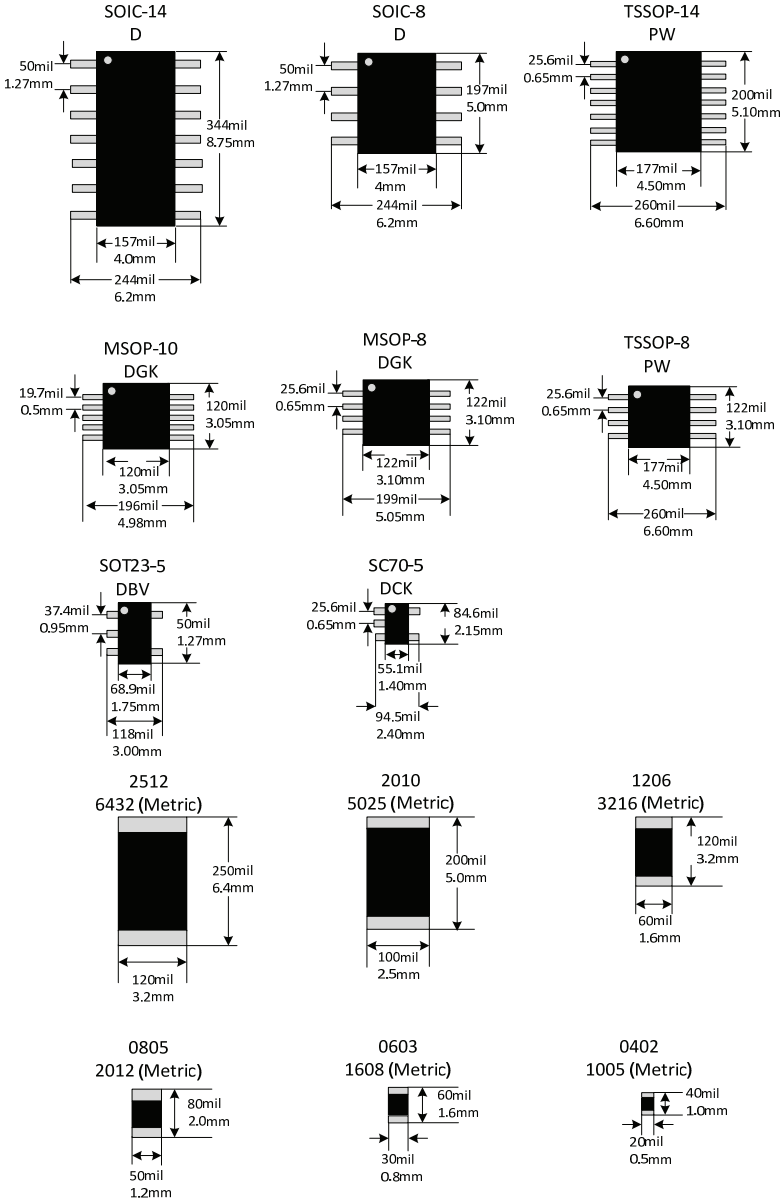 SOIC-14
D
50mil
1.27mm
344mil
8.75mm
157mil
4.0mm
244mil
6.2mm
SOIC-8
D
50mil
1.27mm
197mil
5.0mm
157mil
4mm
244mil
6.2mm
TSSOP-14
PW
25.6mil
0.65mm
200mil
5.10mm
177mil
4.50mm
260mil
6.60mm
MSOP-10
DGK
19.7mil
0.5mm
120mil
3.05mm
120mil
3.05mm
196mil
4.98mm
MSOP-8
DGK
25.6mil
0.65mm
122mil
3.10mm
122mil
3.10mm
199mil
5.05mm
TSSOP-8
PW
25.6mil
0.65mm
122mil
3.10mm
177mil
4.50mm
260mil
6.60mm
SOT23-5
DBV
37.4mil
0.95mm
50mil
1.27mm
68.9mil
1.75mm
118mil
3.00mm
SC70-5
DCK
25.6mil
0.65mm
84.6mil
2.15mm
55.1mil
1.40mm
94.5mil
2.40mm
2512
6432 (Metric)
250mil
6.4mm
120mil
3.2mm
2010
5025 (Metric)
200mil
5.0mm
100mil
2.5mm
1206
3216 (Metric)
120mil
3.2mm
60mil
1.6mm
0805
2012 (Metric)
80mil
2.0mm
50mil
1.2mm
0603
1608 (Metric)
60mil
1.6mm
30mil
0.8mm
0402
1005 (Metric)
40mil
1.0mm
20mil
0.5mm